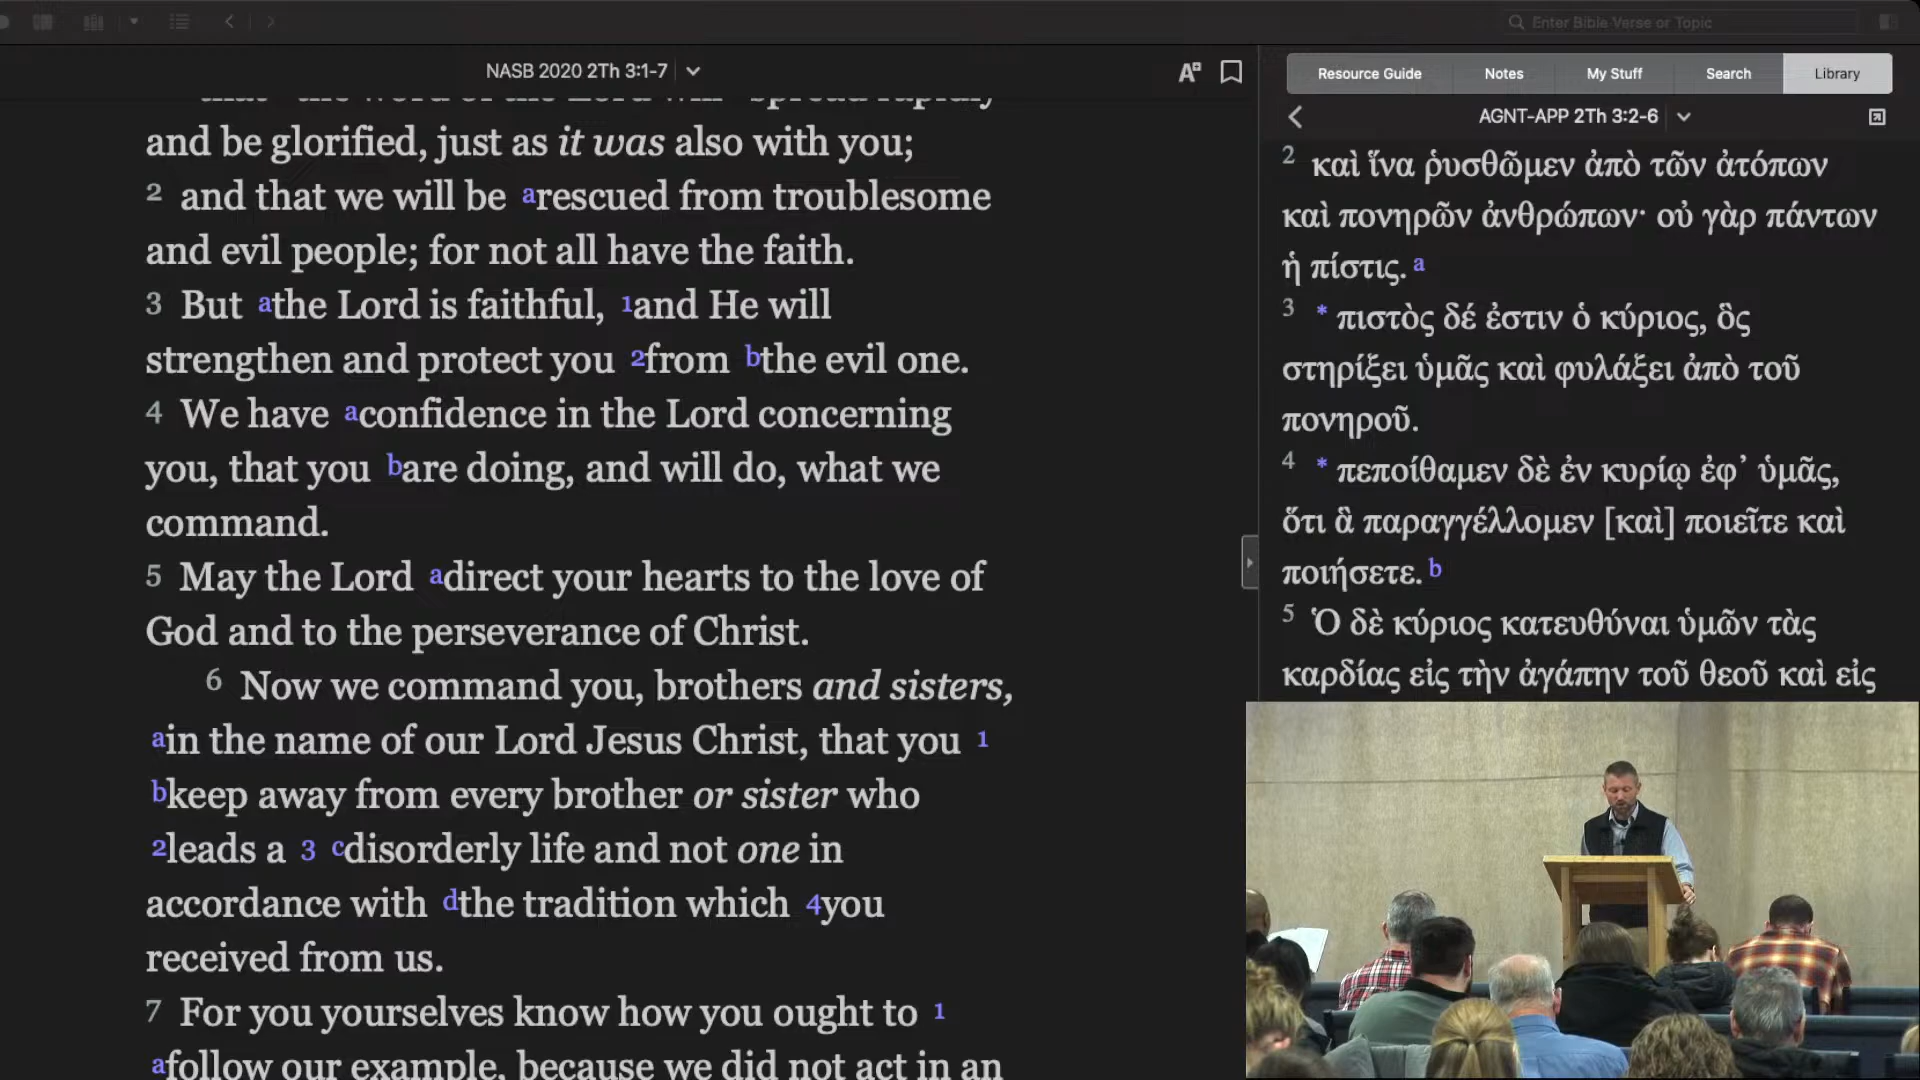 Enter Bible Verse or Topic
NASB 2020 2Th 3:1-7
that the word of the Lord will spread rapidly
and be glorified, just as it was also with you;
2 and that we will be arescued from troublesome
and evil people; for not all have the faith.
3 But athe Lord is faithful, 1and He will
strengthen and protect you 2from bthe evil one.
4 We have aconfidence in the Lord concerning
you, that you bare doing, and will do, what we
command.
5 May the Lord adirect your hearts to the love of
God and to the perseverance of Christ.
6 Now we command you, brothers and sisters,
ain the name of our Lord Jesus Christ, that you 1
bkeep away from every brother or sister who
2leads a 3 cdisorderly life and not one in
accordance with dthe tradition which 4you
received from us.
7 For you yourselves know how you ought to 1
afollow our example, because we did not act in an
Resource Guide Notes My Stuff Search Library
AGNT-APP 2Th 3:2-6
2 καὶ ἵνα ῥυσθῶμεν ἀπὸ τῶν ἀτόπων
καὶ πονηρῶν ἀνθρώπων· οὐ γὰρ πάντων
ἡ πίστις. a
3 * πιστὸς δέ ἐστιν ὁ κύριος, ὃς
στηρίξει ὑμᾶς καὶ φυλάξει ἀπὸ τοῦ
πονηροῦ.
4 * πεποίθαμεν δὲ ἐν κυρίῳ ἐφ᾽ ὑμᾶς,
ὅτι ἃ παραγγέλλομεν [καὶ] ποιεῖτε καὶ
ποιήσετε. b
5 Ὁ δὲ κύριος κατευθύναι ὑμῶν τὰς
καρδίας εἰς τὴν ἀγάπην τοῦ θεοῦ καὶ εἰς